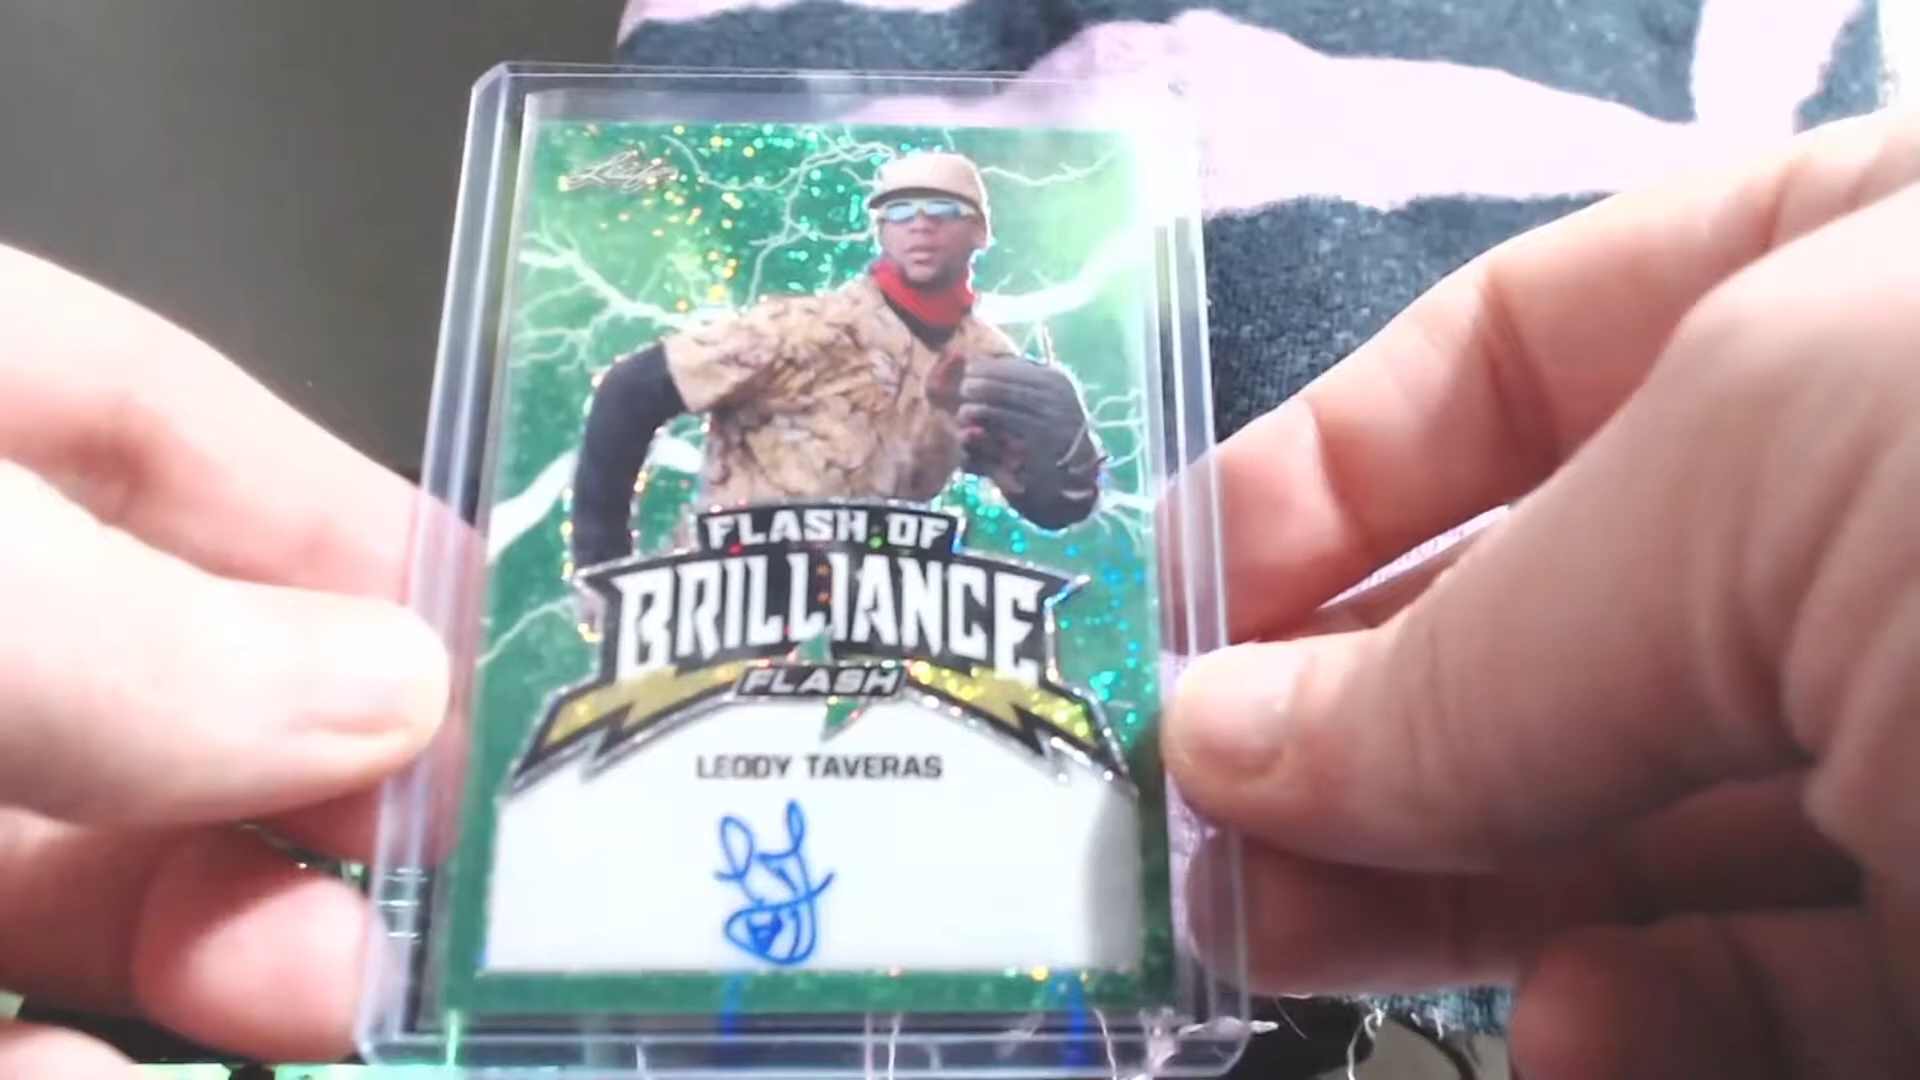 Leaf
FLASH OF
BRILLIANCE
FLASH
LEODY TAVERAS